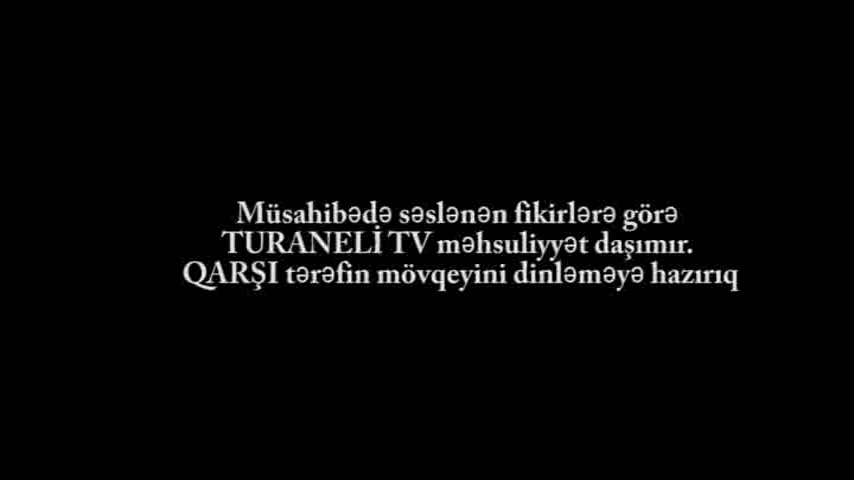 Müsahibədə səslənən fikirlərə görə
TURANELİ TV məhsuliyyət daşımır.
QARŞI tərəfin mövqeyini dinləməyə hazırıq